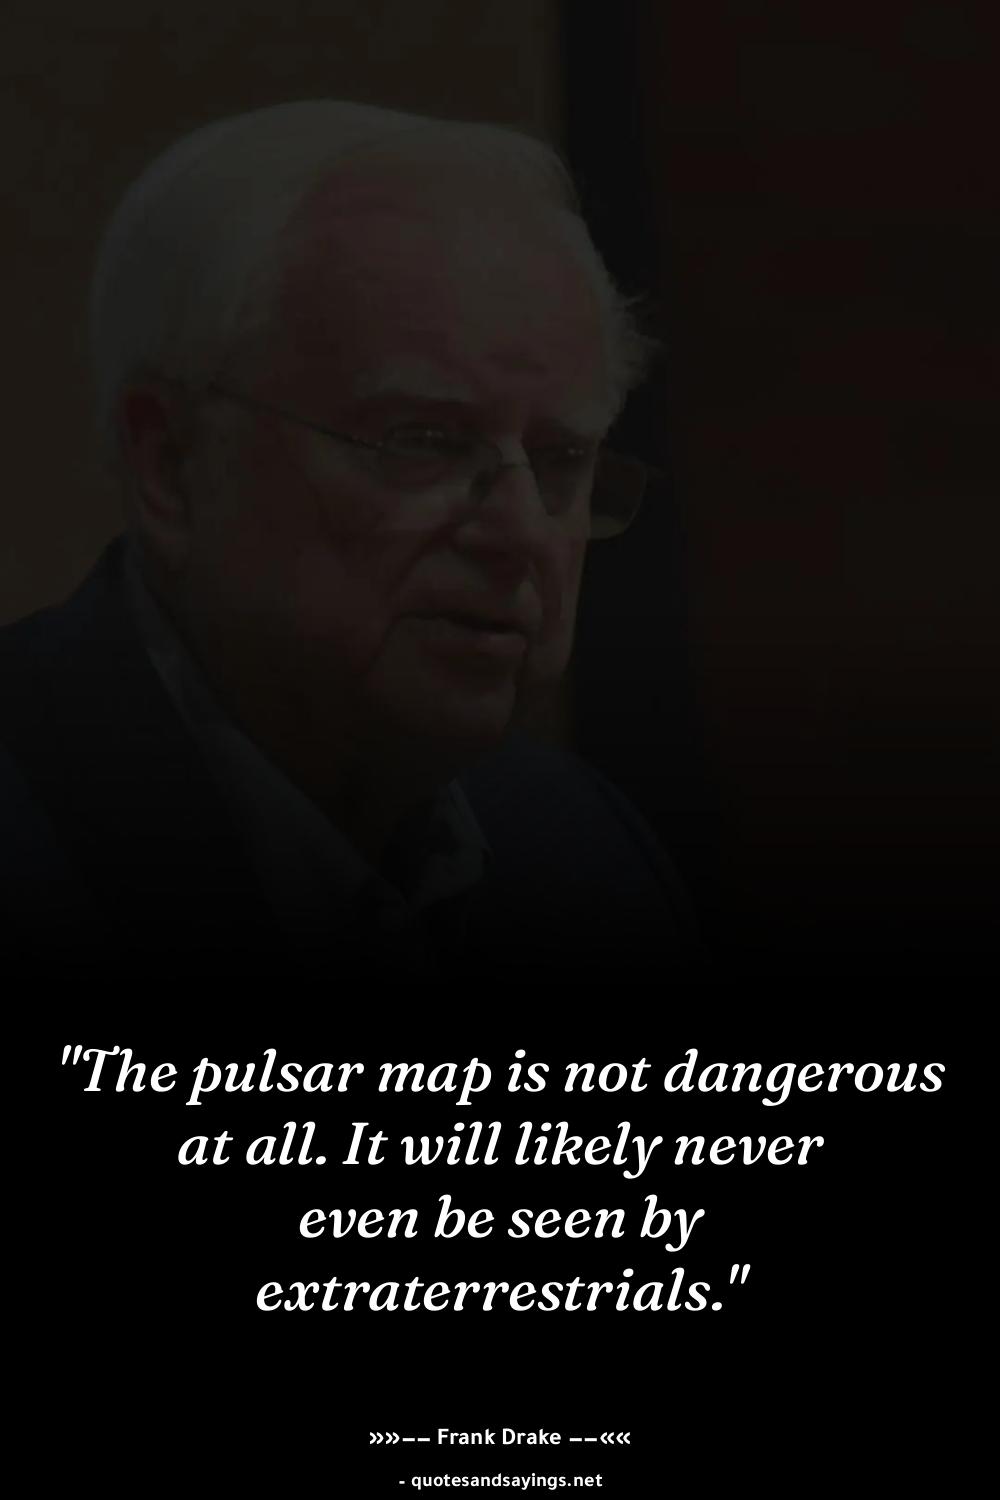 "The pulsar map is not dangerous
at all. It will likely never
even be seen by
extraterrestrials."
»»—— Frank Drake ——««
- quotesandsayings.net